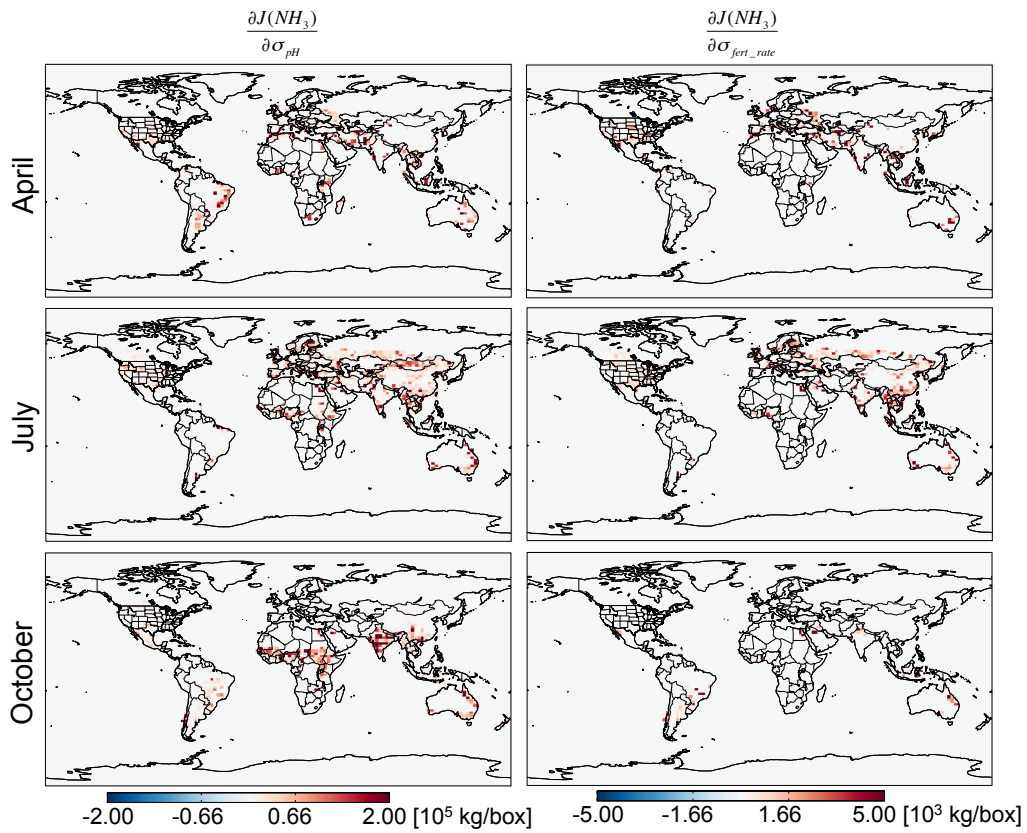 ∂J(NH₃)
∂σ_pH
∂J(NH₃)
∂σ_fert_rate
April
July
October
-2.00 -0.66 0.66 2.00 [10⁵ kg/box]
-5.00 -1.66 1.66 5.00 [10³ kg/box]